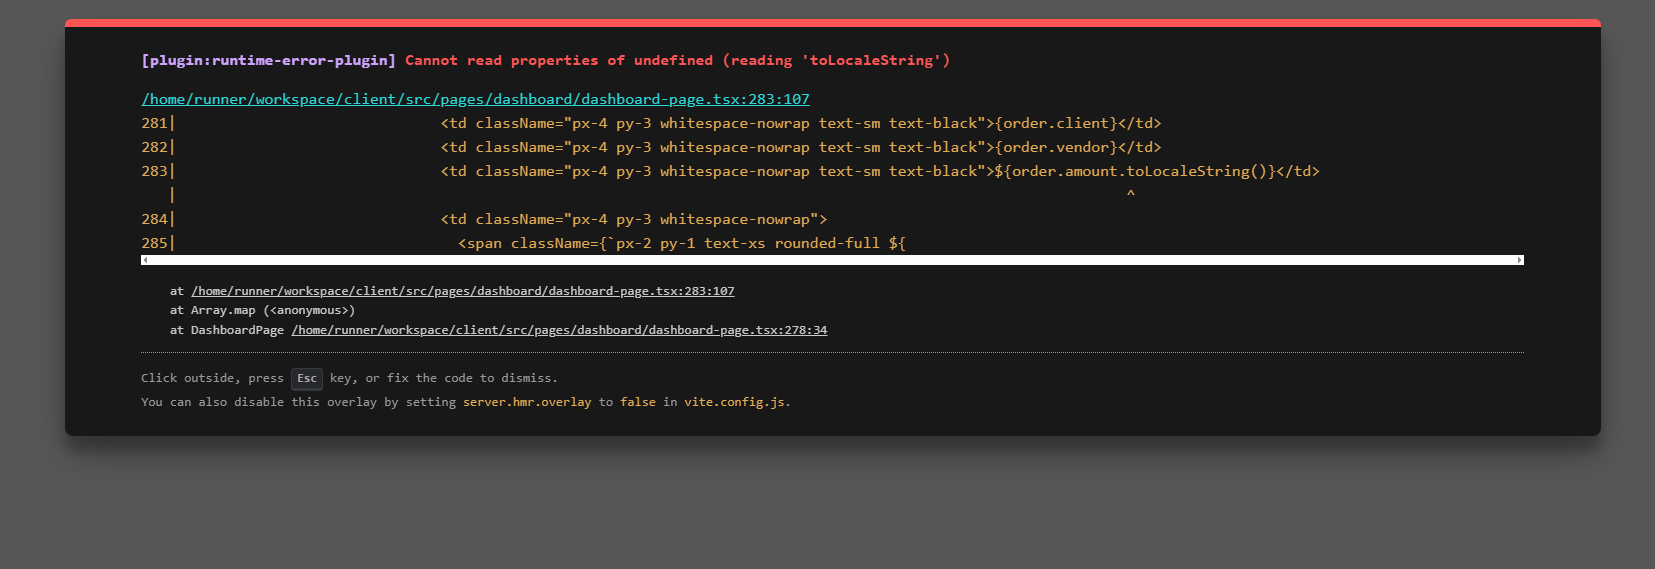 [plugin:runtime-error-plugin] Cannot read properties of undefined (reading 'toLocaleString')
/home/runner/workspace/client/src/pages/dashboard/dashboard-page.tsx:283:107
281|                              <td className="px-4 py-3 whitespace-nowrap text-sm text-black">{order.client}</td>
282|                              <td className="px-4 py-3 whitespace-nowrap text-sm text-black">{order.vendor}</td>
283|                              <td className="px-4 py-3 whitespace-nowrap text-sm text-black">${order.amount.toLocaleString()}</td>
   |                                                                                                            ^
284|                              <td className="px-4 py-3 whitespace-nowrap">
285|                                <span className={`px-2 py-1 text-xs rounded-full ${
at /home/runner/workspace/client/src/pages/dashboard/dashboard-page.tsx:283:107
at Array.map (<anonymous>)
at DashboardPage /home/runner/workspace/client/src/pages/dashboard/dashboard-page.tsx:278:34
Click outside, press Esc key, or fix the code to dismiss.
You can also disable this overlay by setting server.hmr.overlay to false in vite.config.js.